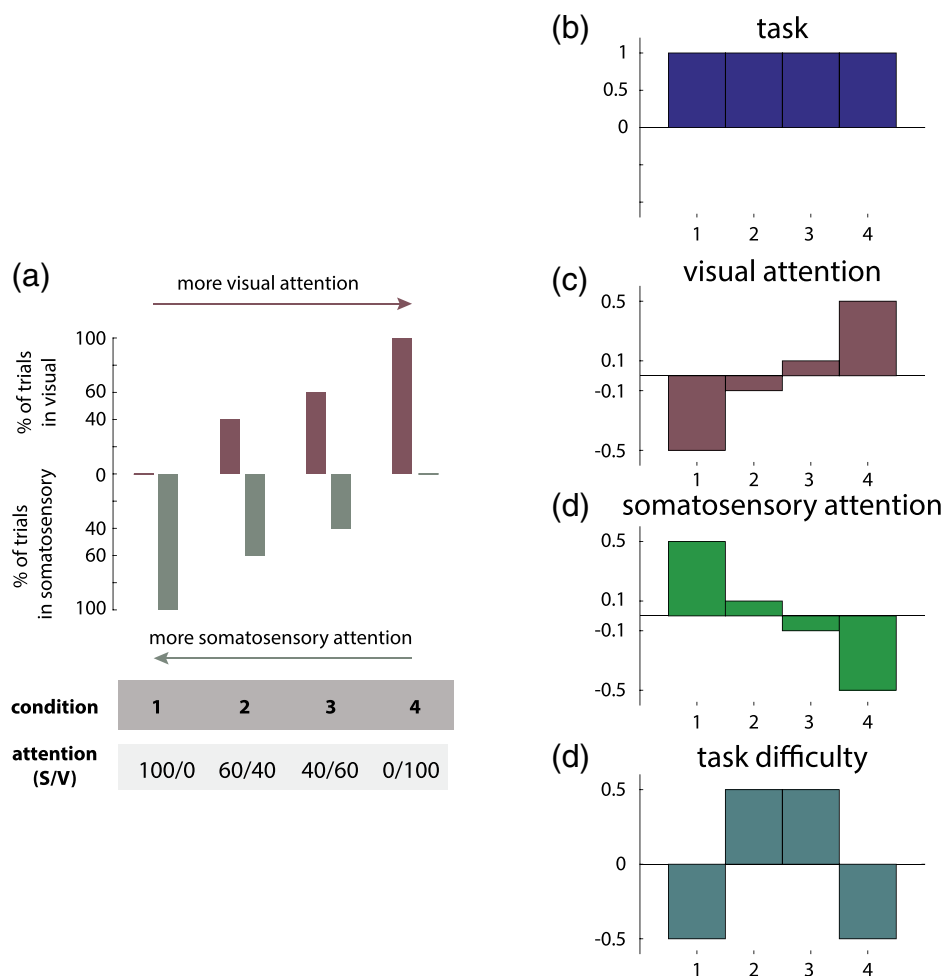 (a)
more visual attention
% of trials
in visual
100
60
40
0
40
60
100
% of trials
in somatosensory
more somatosensory attention
condition 1 2 3 4
attention
(S/V)
100/0 60/40 40/60 0/100
(b)
task
1
0.5
0
1 2 3 4
(c)
visual attention
0.5
0.1
-0.1
-0.5
1 2 3 4
(d)
somatosensory attention
0.5
0.1
-0.1
-0.5
1 2 3 4
(d)
task difficulty
0.5
0
-0.5
1 2 3 4